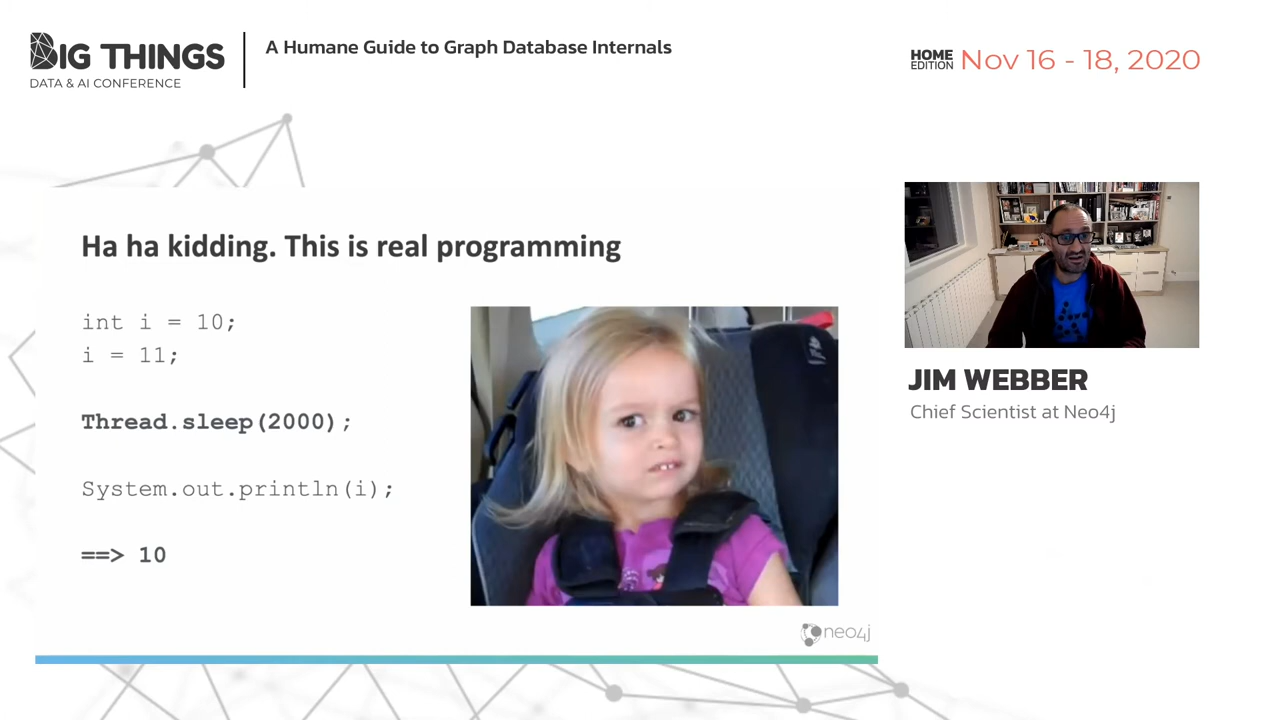 BIG THINGS
DATA & AI CONFERENCE
A Humane Guide to Graph Database Internals
HOME
EDITION
Nov 16 - 18, 2020
Ha ha kidding. This is real programming
int i = 10;
i = 11;
Thread.sleep(2000);
System.out.println(i);
==> 10
neo4j
JIM WEBBER
Chief Scientist at Neo4j